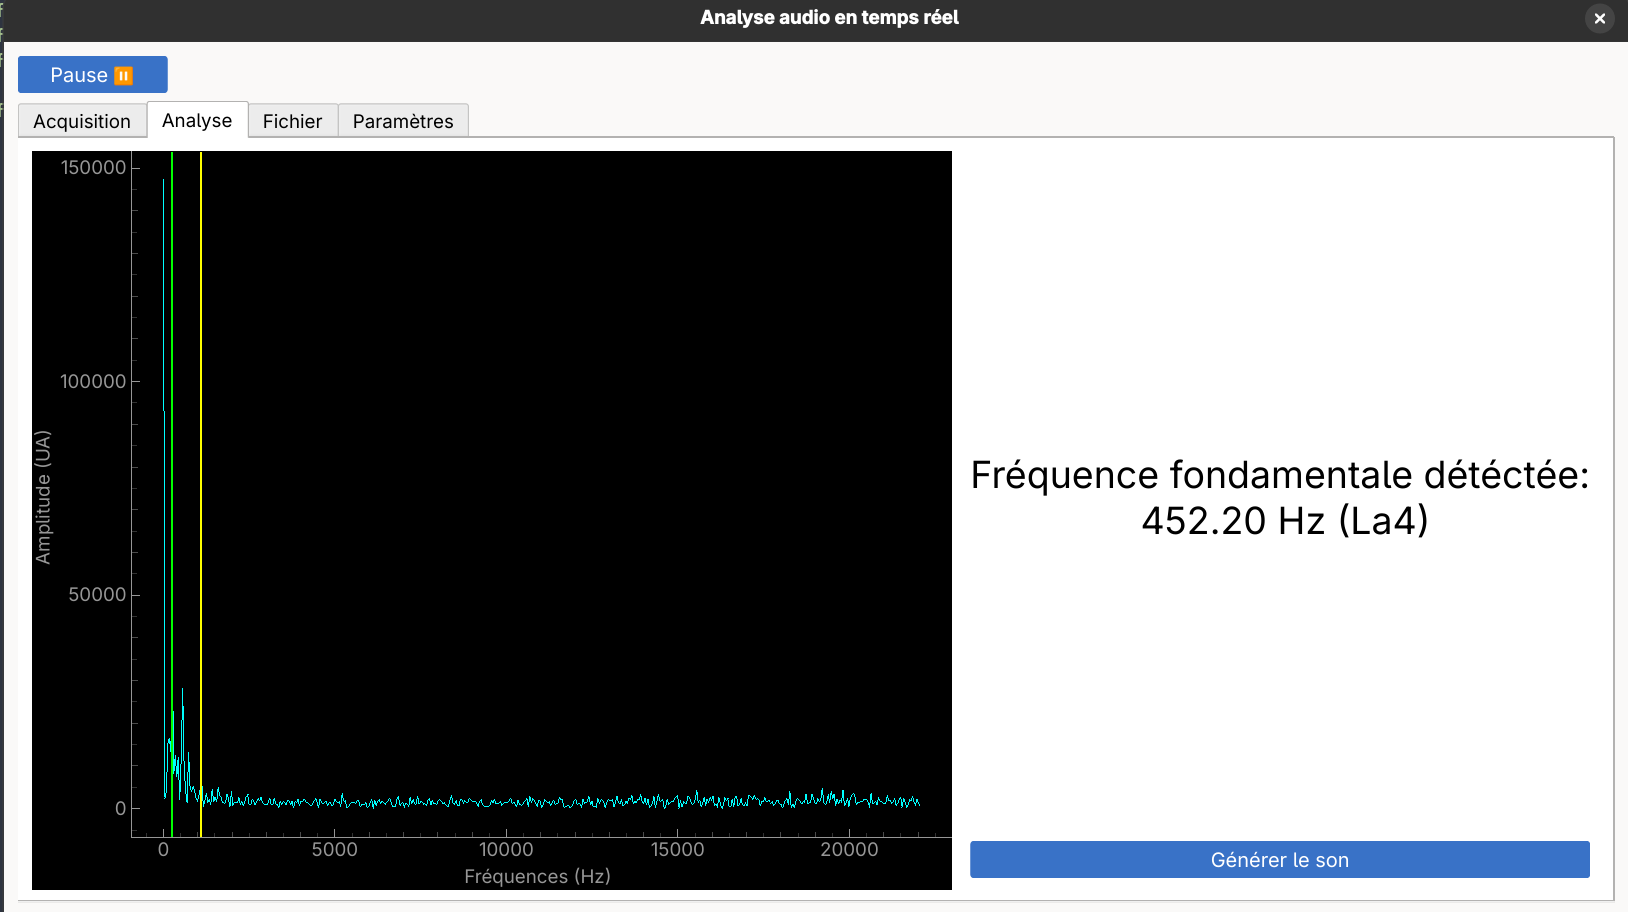 Analyse audio en temps réel
Pause
Acquisition
Analyse
Fichier
Paramètres
150000
100000
50000
0
Amplitude (UA)
0
5000
10000
15000
20000
Fréquences (Hz)
Fréquence fondamentale détéctée:
452.20 Hz (La4)
Générer le son